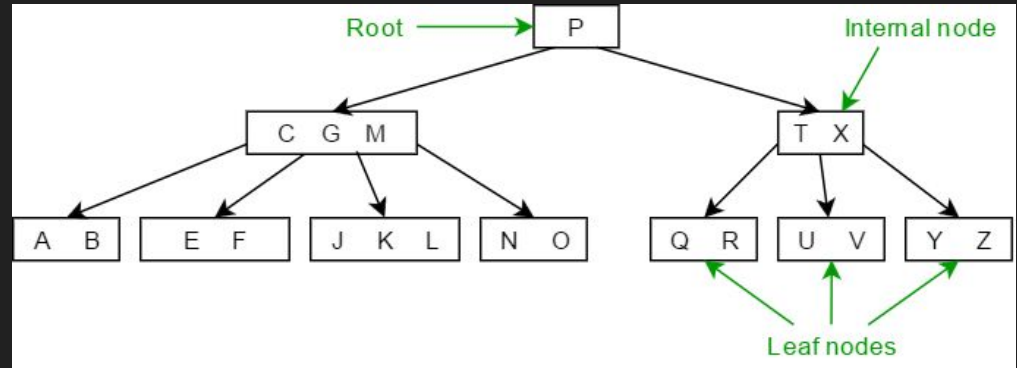 Root
P
Internal node
C G M
T X
A B
E F
J K L
N O
Q R
U V
Y Z
Leaf nodes